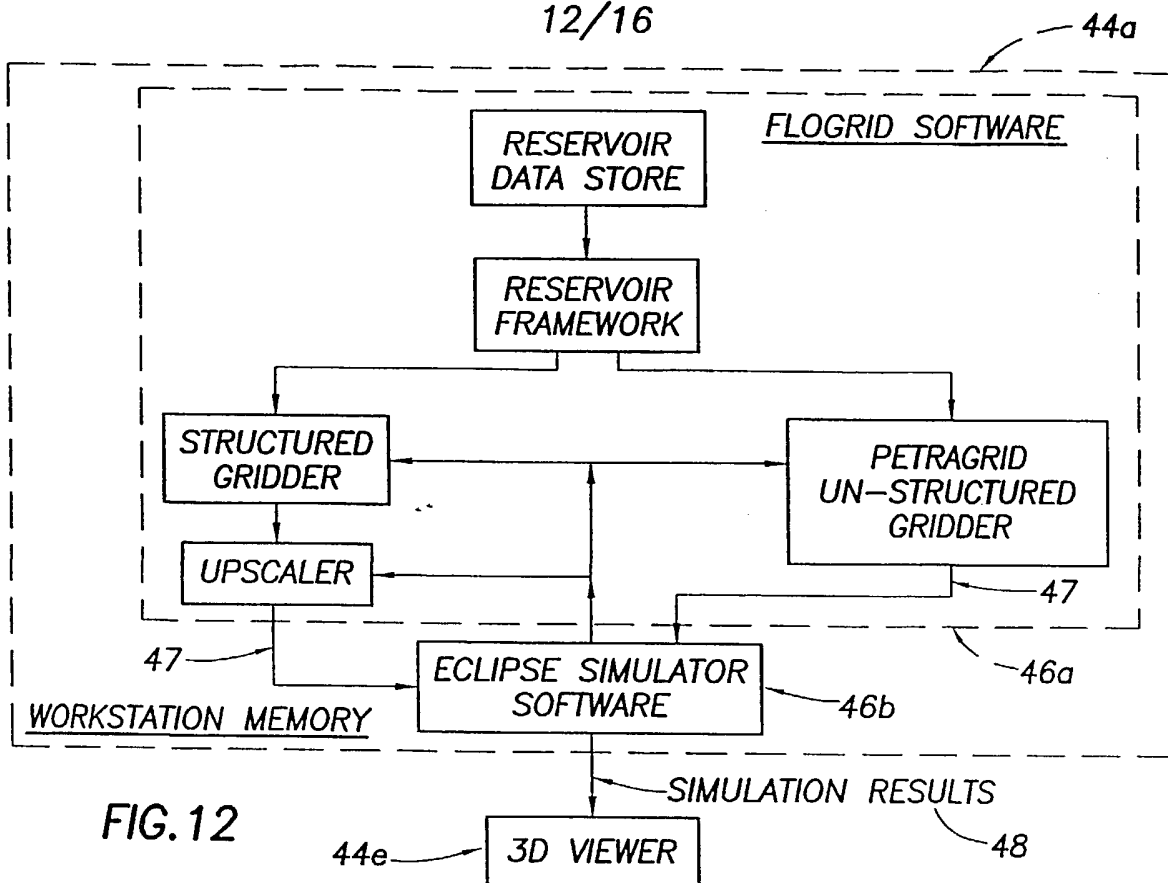 12/16
44a
FLOGRID SOFTWARE
RESERVOIR
DATA STORE
RESERVOIR
FRAMEWORK
STRUCTURED
GRIDDER
PETRAGRID
UN-STRUCTURED
GRIDDER
UPSCALER
47
47
46a
ECLIPSE SIMULATOR
SOFTWARE
46b
WORKSTATION MEMORY
SIMULATION RESULTS
48
FIG.12
44e
3D VIEWER